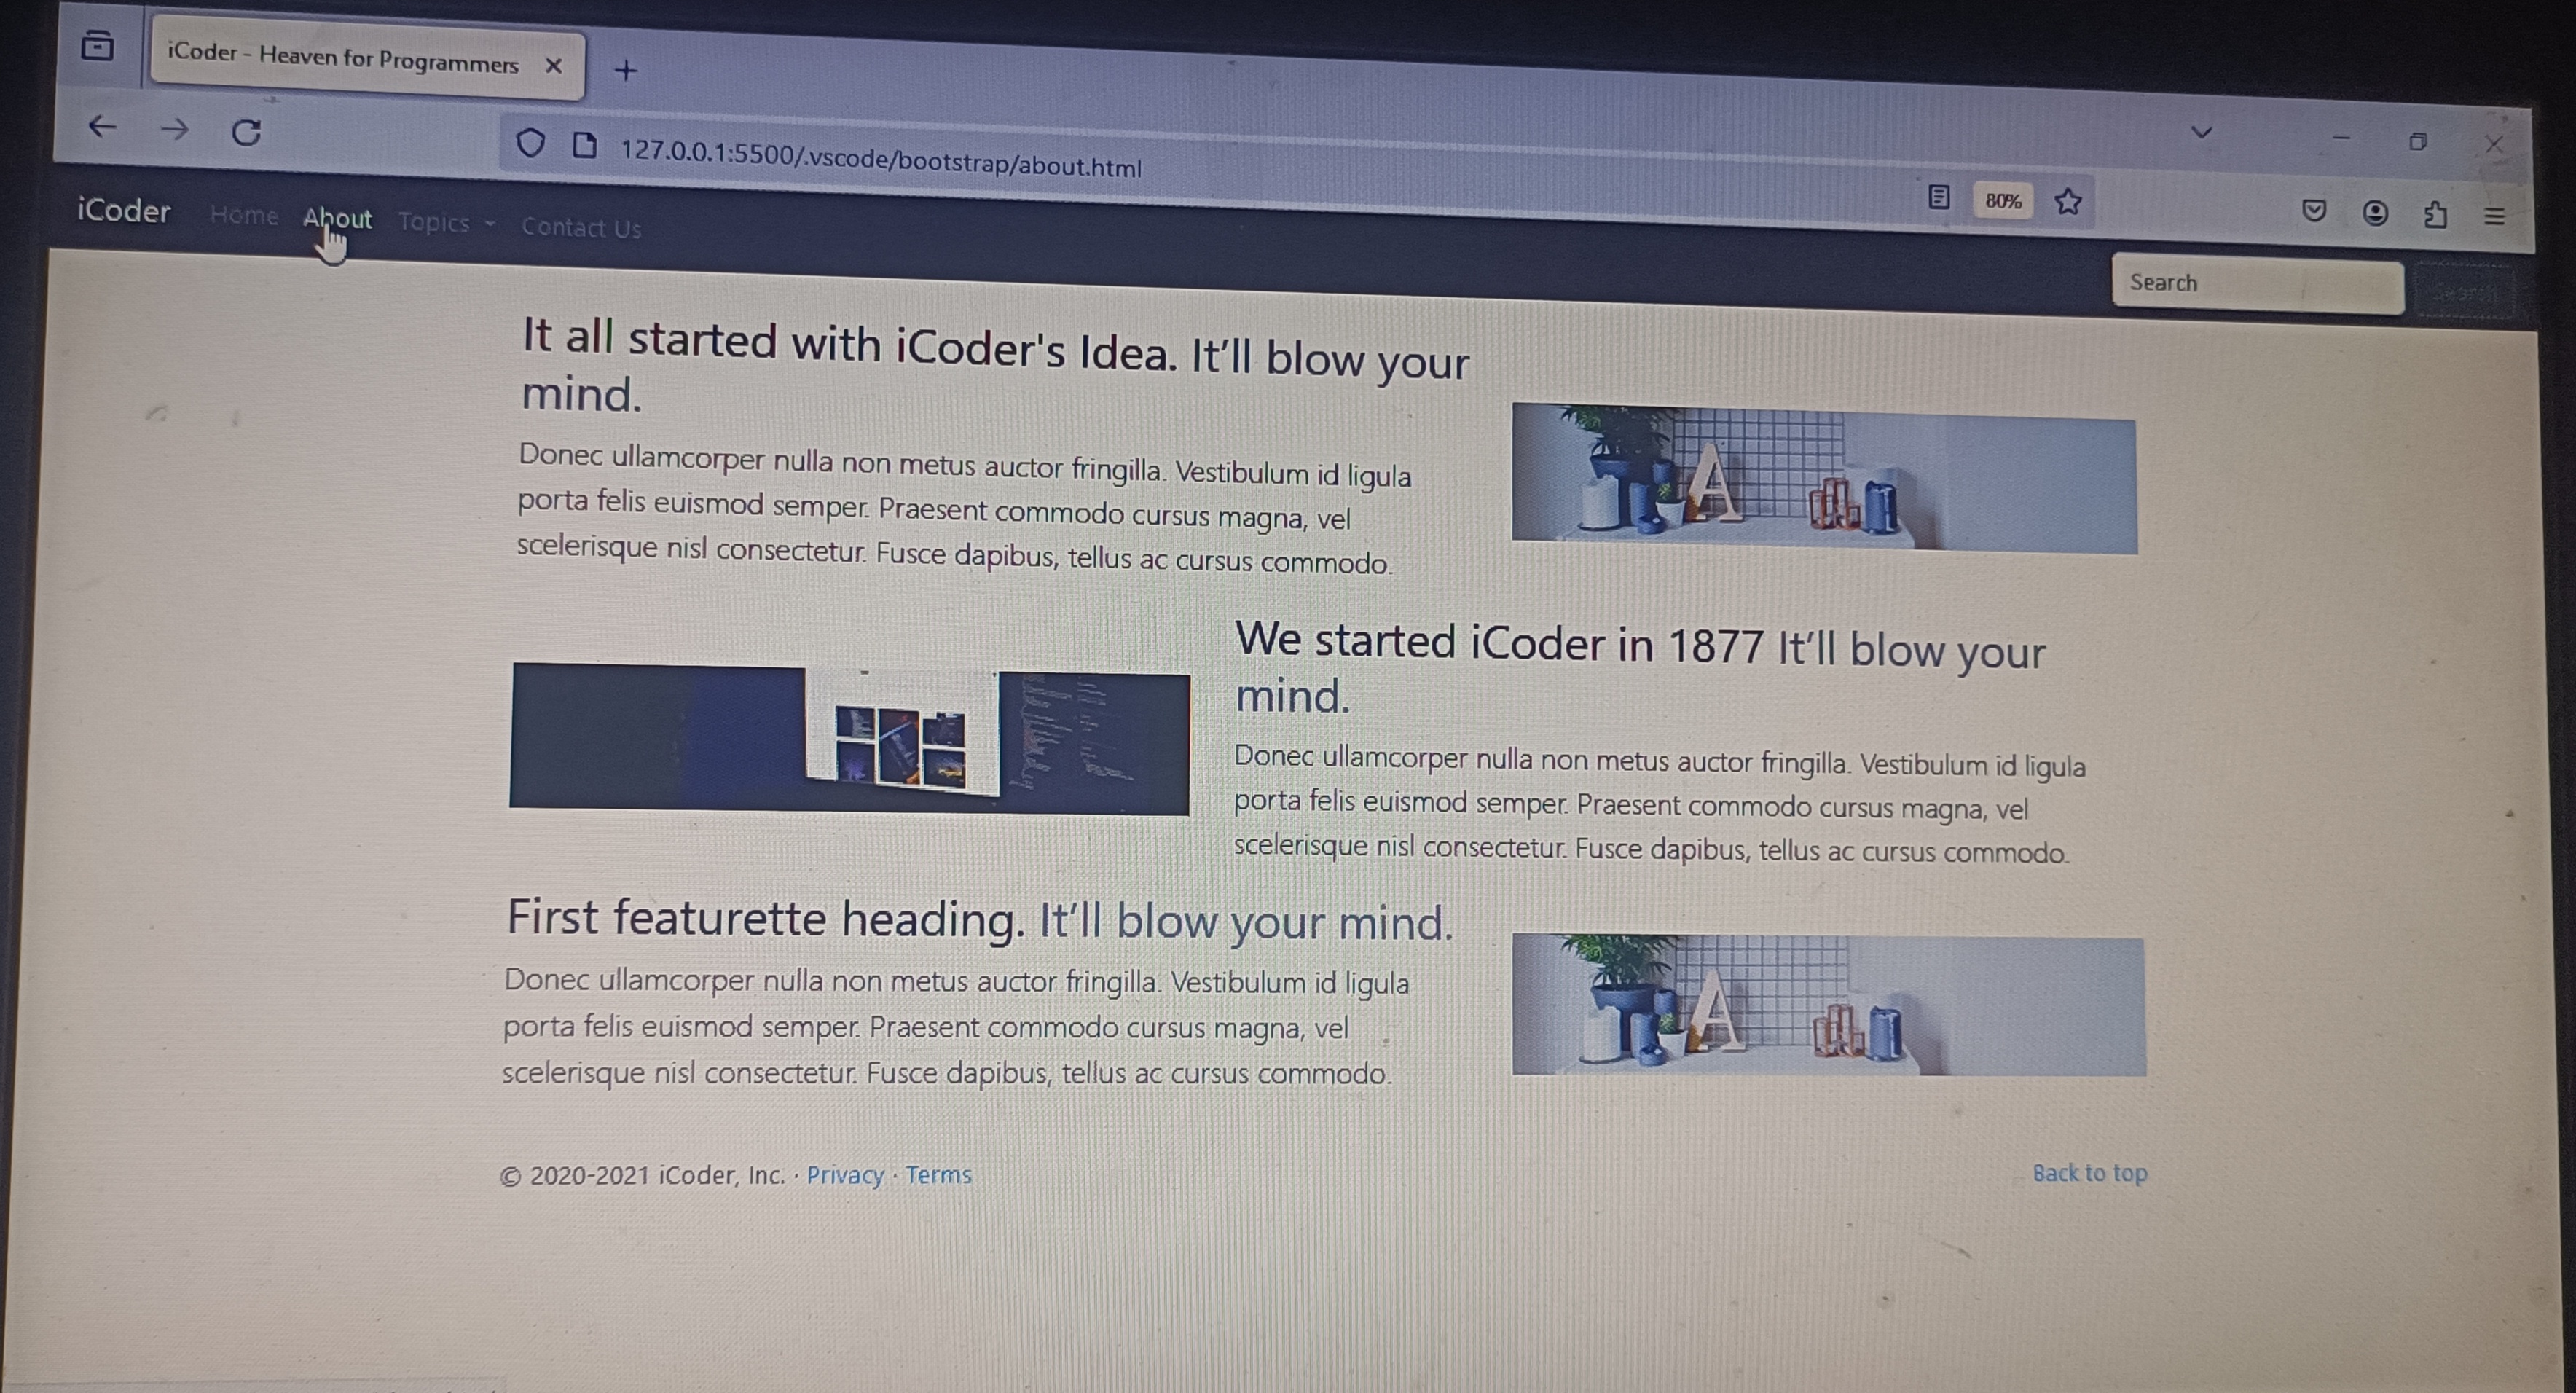 iCoder - Heaven for Programmers
127.0.0.1:5500/.vscode/bootstrap/about.html
80%
iCoder Home About Topics Contact Us
Search
Search
It all started with iCoder's Idea. It’ll blow your
mind.
Donec ullamcorper nulla non metus auctor fringilla. Vestibulum id ligula
porta felis euismod semper. Praesent commodo cursus magna, vel
scelerisque nisl consectetur. Fusce dapibus, tellus ac cursus commodo.
A
We started iCoder in 1877 It’ll blow your
mind.
Donec ullamcorper nulla non metus auctor fringilla. Vestibulum id ligula
porta felis euismod semper. Praesent commodo cursus magna, vel
scelerisque nisl consectetur. Fusce dapibus, tellus ac cursus commodo.
First featurette heading. It’ll blow your mind.
Donec ullamcorper nulla non metus auctor fringilla. Vestibulum id ligula
porta felis euismod semper. Praesent commodo cursus magna, vel
scelerisque nisl consectetur. Fusce dapibus, tellus ac cursus commodo.
A
© 2020-2021 iCoder, Inc. · Privacy · Terms
Back to top